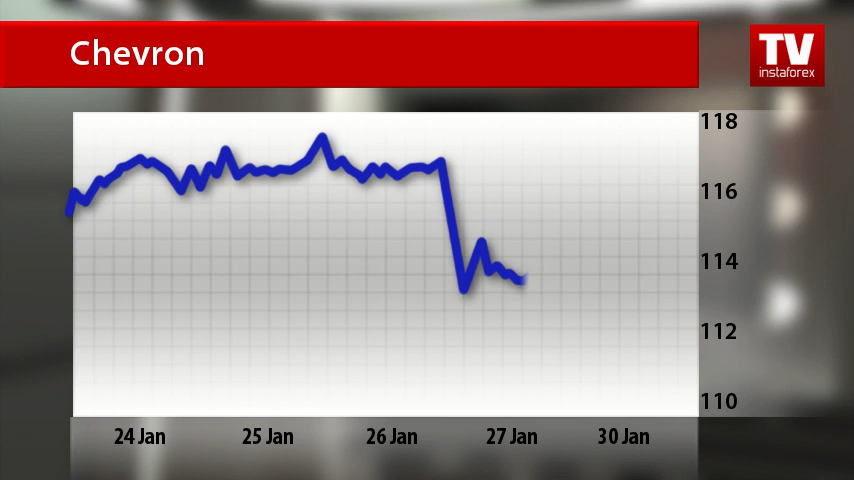 Chevron
TV
instaforex
118
116
114
112
110
24 Jan
25 Jan
26 Jan
27 Jan
30 Jan